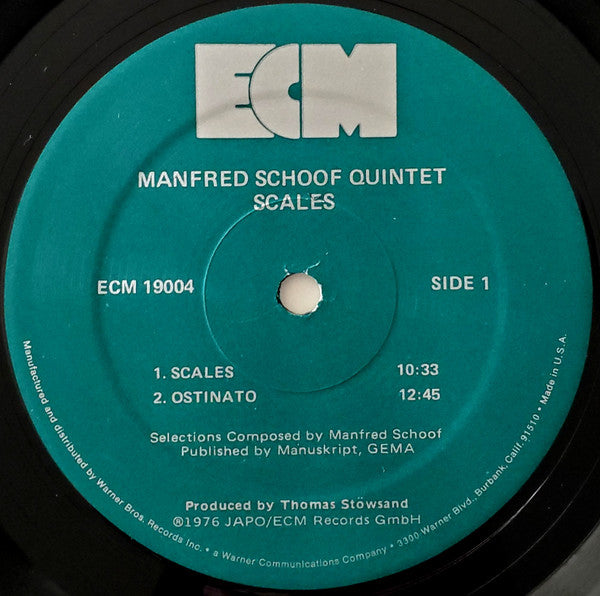 ECM
MANFRED SCHOOF QUINTET
SCALES
ECM 19004
SIDE 1
1. SCALES 10:33
2. OSTINATO 12:45
Selections Composed by Manfred Schoof
Published by Manuskript, GEMA
Produced by Thomas Stöwsand
℗1976 JAPO/ECM Records GmbH
Manufactured and distributed by Warner Bros. Records Inc. • a Warner Communications Company • 3300 Warner Blvd., Burbank, Calif. 91510 • Made in U.S.A.